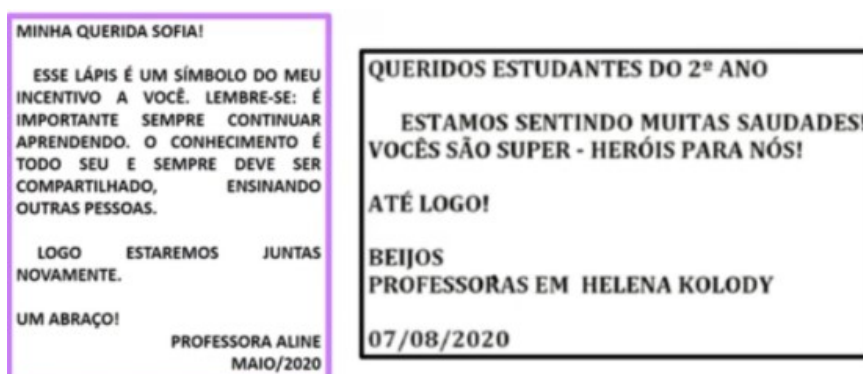 MINHA QUERIDA SOFIA!
ESSE LÁPIS É UM SÍMBOLO DO MEU
INCENTIVO A VOCÊ. LEMBRE-SE: É
IMPORTANTE SEMPRE CONTINUAR
APRENDENDO. O CONHECIMENTO É
TODO SEU E SEMPRE DEVE SER
COMPARTILHADO, ENSINANDO
OUTRAS PESSOAS.
LOGO ESTAREMOS JUNTAS
NOVAMENTE.
UM ABRAÇO!
PROFESSORA ALINE
MAIO/2020
QUERIDOS ESTUDANTES DO 2º ANO
ESTAMOS SENTINDO MUITAS SAUDADES!
VOCÊS SÃO SUPER - HERÓIS PARA NÓS!
ATÉ LOGO!
BEIJOS
PROFESSORAS EM HELENA KOLODY
07/08/2020